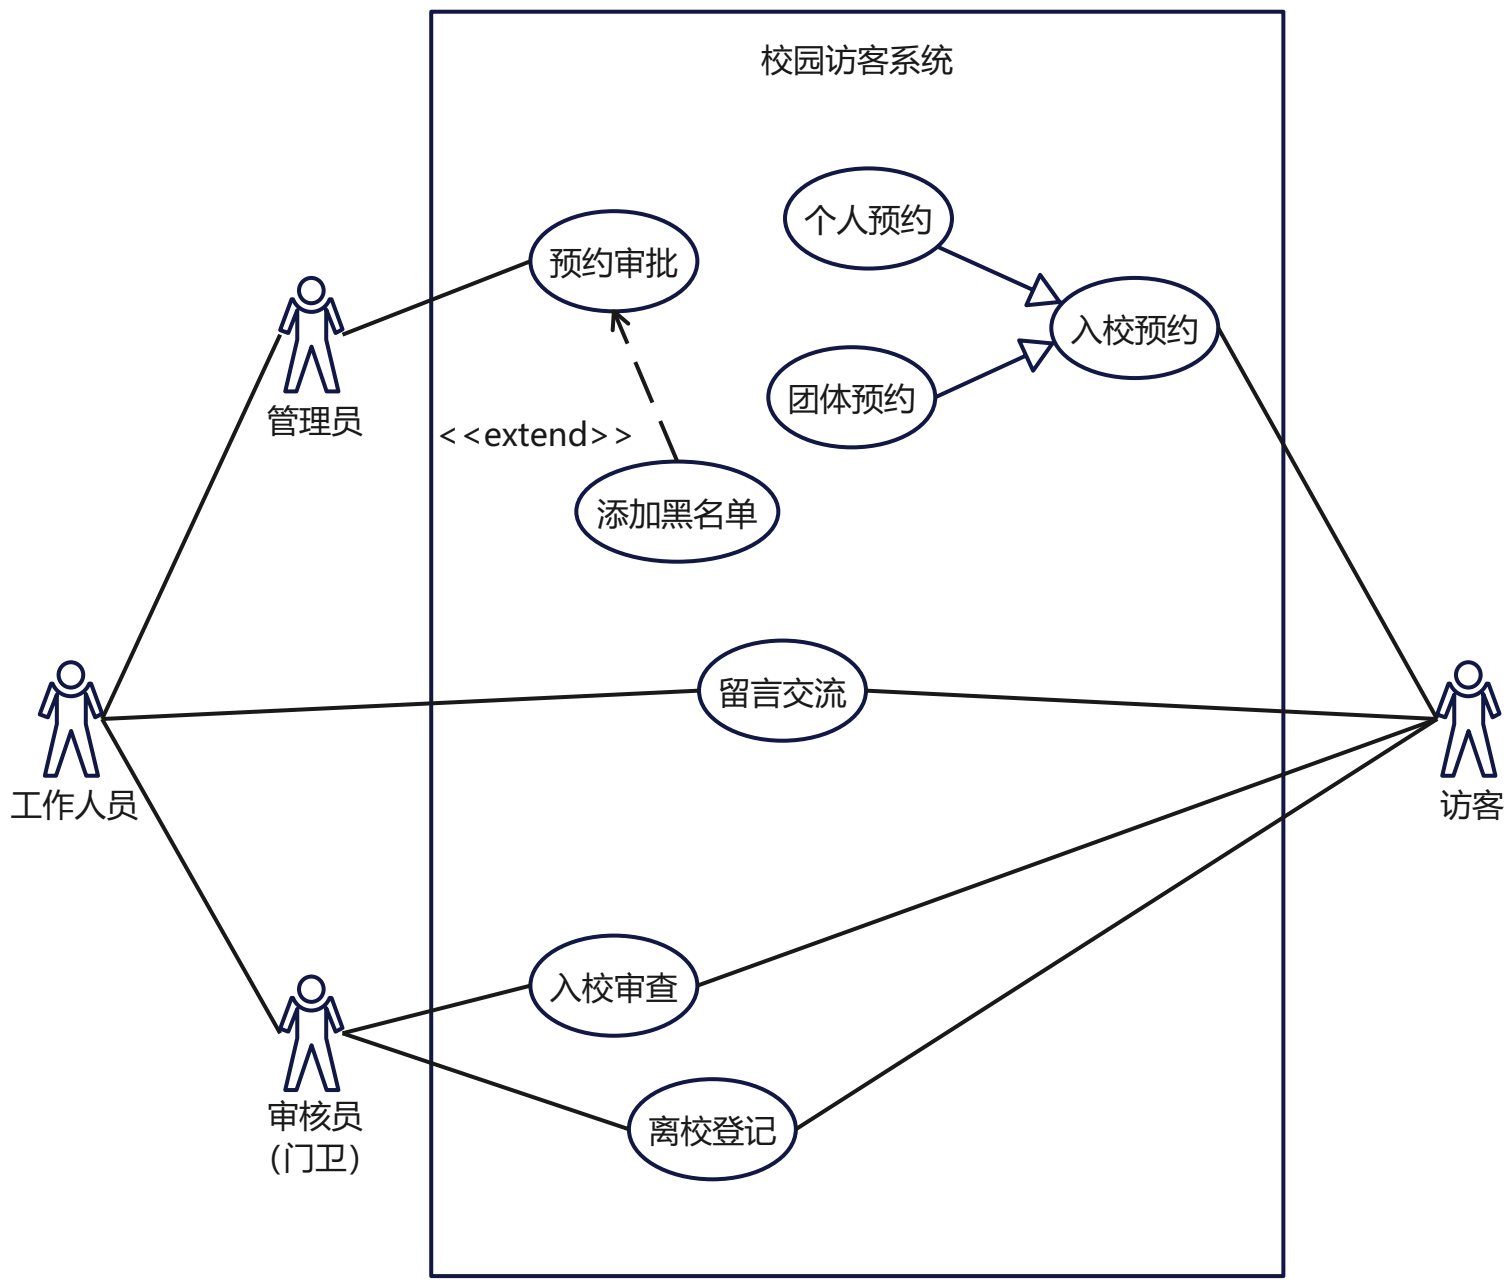 校园访客系统
个人预约
预约审批
入校预约
团体预约
管理员
<<extend>>
添加黑名单
留言交流
工作人员
访客
入校审查
审核员
（门卫）
离校登记